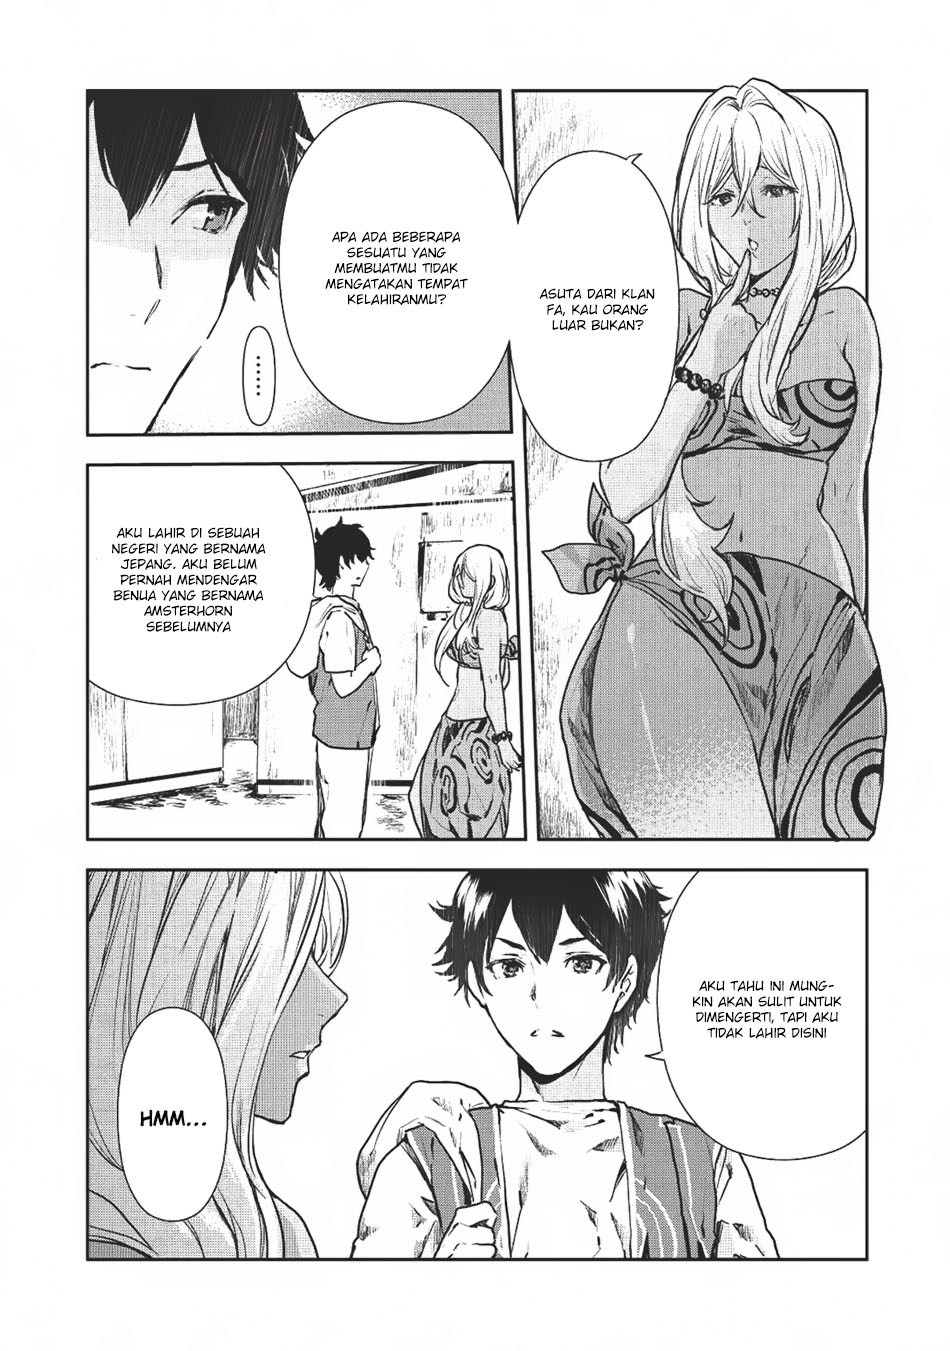 ASUTA DARI KLAN
FA, KAU ORANG
LUAR BUKAN?
APA ADA BEBERAPA
SESUATU YANG
MEMBUATMU TIDAK
MENGATAKAN TEMPAT
KELAHIRANMU?
......
AKU LAHIR DI SEBUAH
NEGERI YANG BERNAMA
JEPANG. AKU BELUM
PERNAH MENDENGAR
BENUA YANG BERNAMA
AMSTERHORN
SEBELUMNYA
AKU TAHU INI MUNG-
KIN AKAN SULIT UNTUK
DIMENGERTI, TAPI AKU
TIDAK LAHIR DISINI
HMM...